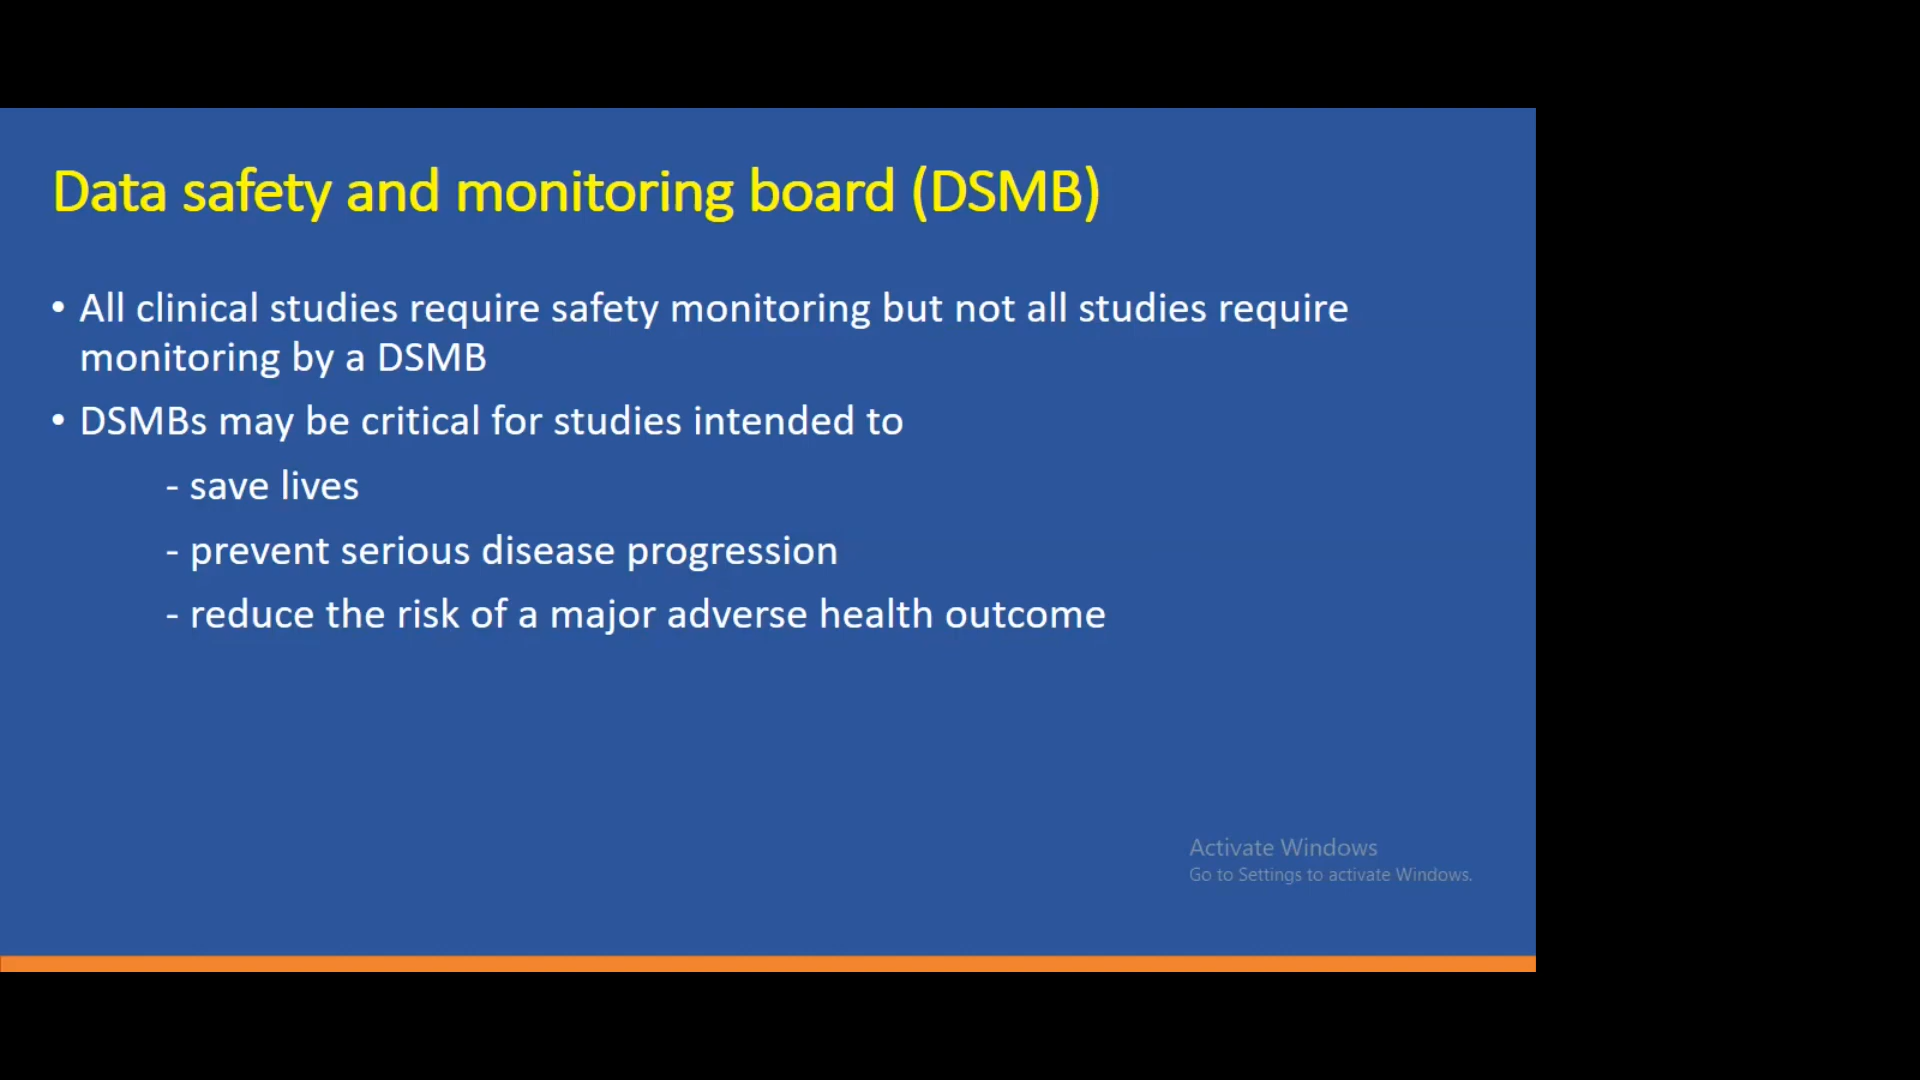 Data safety and monitoring board (DSMB)
• All clinical studies require safety monitoring but not all studies require
monitoring by a DSMB
• DSMBs may be critical for studies intended to
- save lives
- prevent serious disease progression
- reduce the risk of a major adverse health outcome
Activate Windows
Go to Settings to activate Windows.